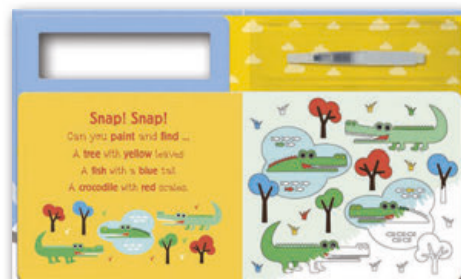 Snap! Snap!
Can you paint and find ...
A tree with yellow leaves
A fish with a blue tail
A crocodile with red scales.